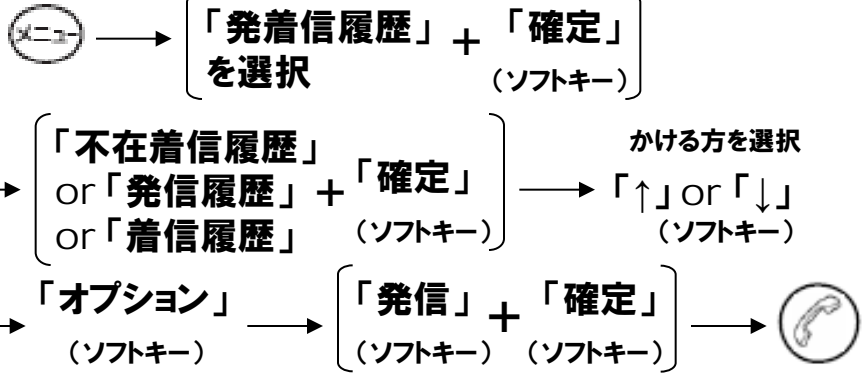 メニュー → 「発着信履歴」を選択 + 「確定」(ソフトキー)
→ 「不在着信履歴」 or 「発信履歴」 or 「着信履歴」 + 「確定」(ソフトキー) → かける方を選択 「↑」 or 「↓」(ソフトキー)
→ 「オプション」(ソフトキー) → 「発信」(ソフトキー) + 「確定」(ソフトキー) →